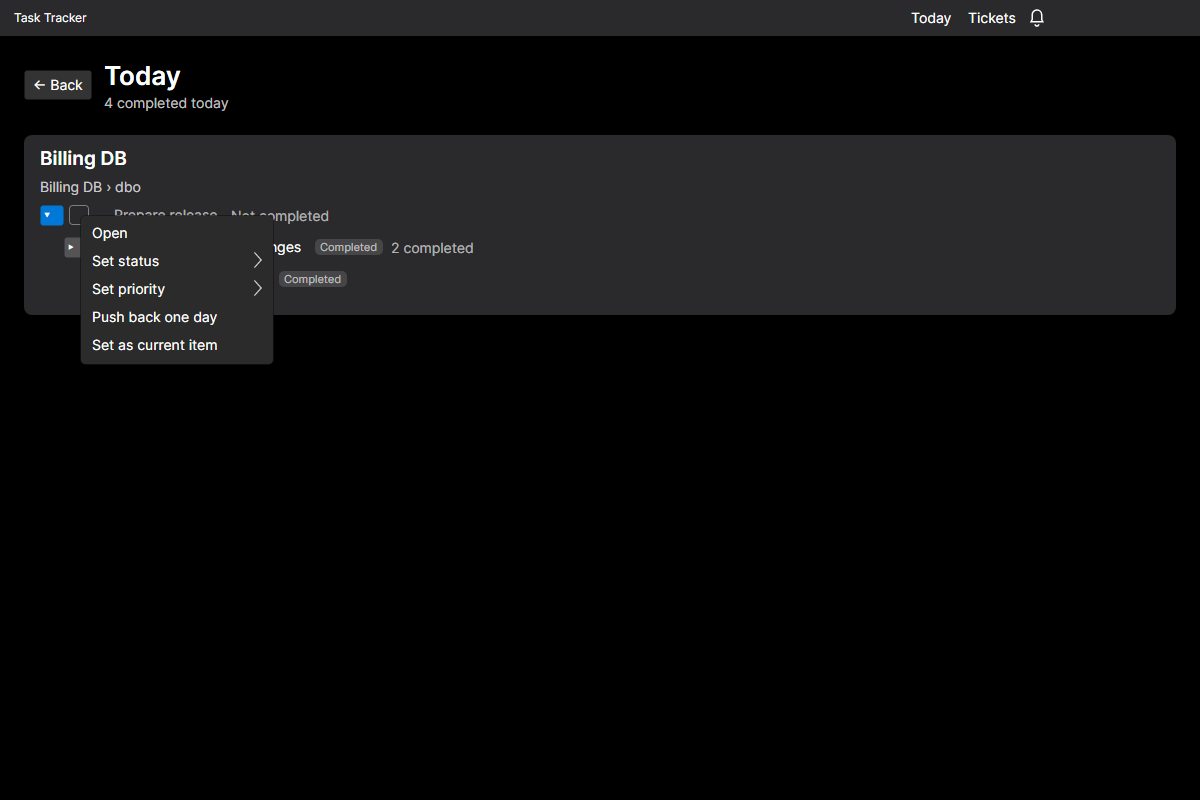 Task Tracker
Today Tickets
← Back
Today
4 completed today
Billing DB
Billing DB › dbo
Prepare release Not completed
Open
nges Completed 2 completed
Set status
Completed
Set priority
Push back one day
Set as current item